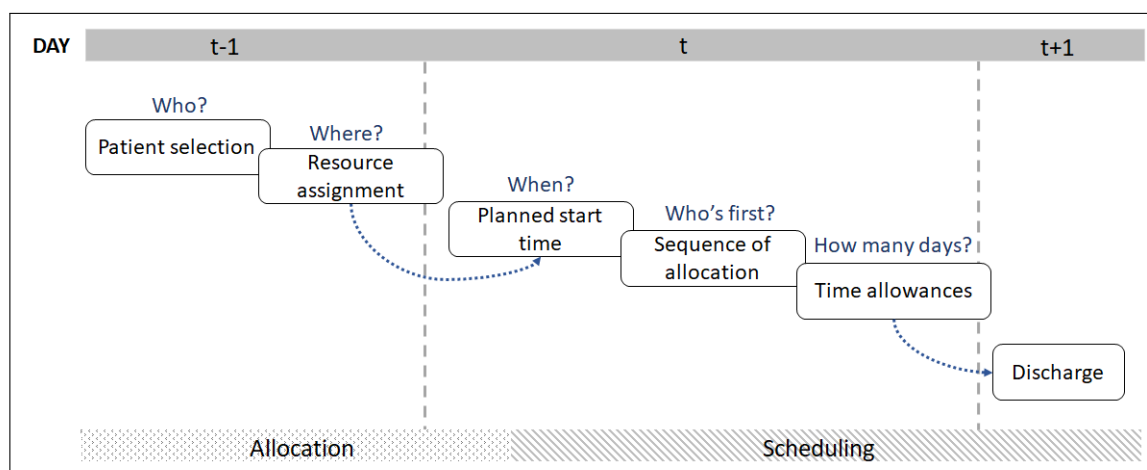 DAY t-1 t t+1
Who?
Patient selection
Where?
Resource
assignment
When?
Planned start
time
Who's first?
Sequence of
allocation
How many days?
Time allowances
Discharge
Allocation Scheduling